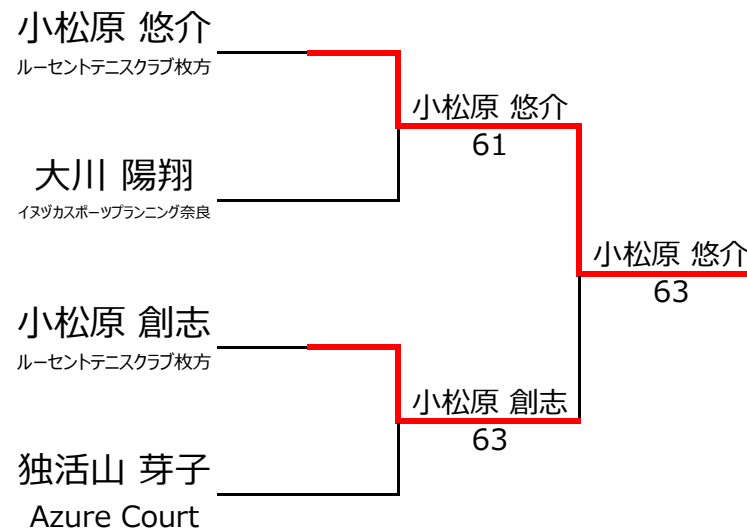 小松原 悠介
ルーセントテニスクラブ枚方
小松原 悠介
61
大川 陽翔
イヌヅカスポーツプランニング奈良
小松原 悠介
63
小松原 創志
ルーセントテニスクラブ枚方
小松原 創志
63
独活山 芽子
Azure Court